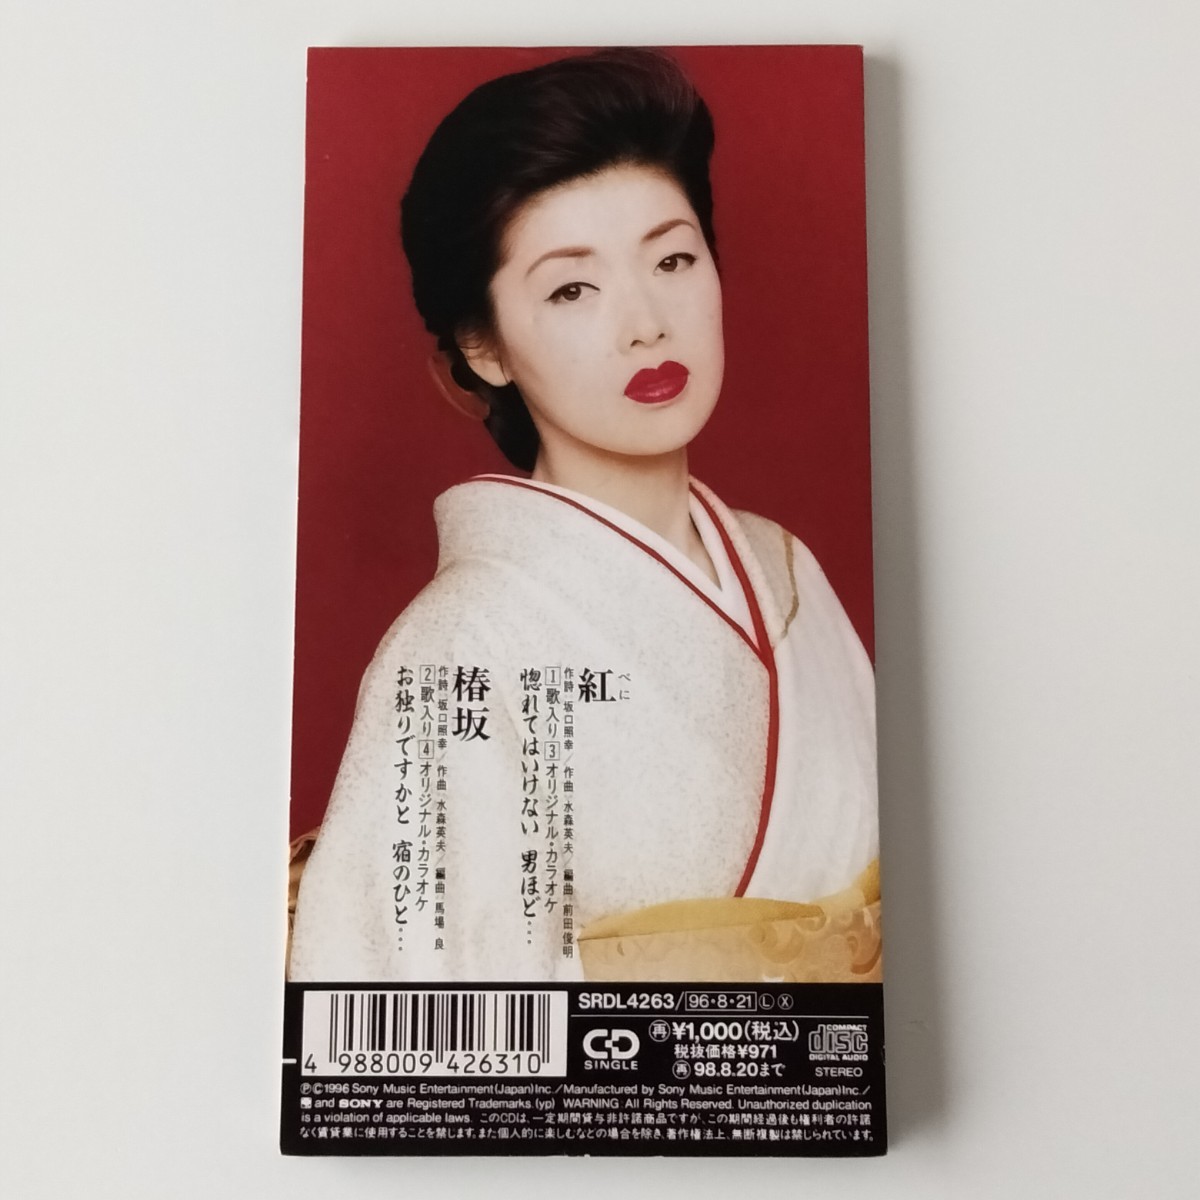 紅
べに
作詩:坂口照幸/作曲:水森英夫/編曲:前田俊明
1歌入り 3オリジナル・カラオケ
惚れてはいけない 男ほど…
椿坂
作詩:坂口照幸/作曲:水森英夫/編曲:馬場 良
2歌入り 4オリジナル・カラオケ
お独りですかと 宿のひと…
4 988009 426310
SRDL4263/96・8・21 Ⓛ Ⓧ
CD SINGLE
再 ¥1,000(税込)
税抜価格¥971
再 98.8.20まで
COMPACT disc DIGITAL AUDIO
STEREO
ⓅⒸ1996 Sony Music Entertainment(Japan)Inc./Manufactured by Sony Music Entertainment(Japan)Inc./
and SONY are Registered Trademarks.(yp) WARNING: All Rights Reserved. Unauthorized duplication
is a violation of applicable laws. このCDは、一定期間貸与非許諾商品ですが、この期間経過後も権利者の許諾
なく賃貸業に使用することを禁じます。また個人的に楽しむなどの場合を除き、著作権法上、無断複製は禁じられています。